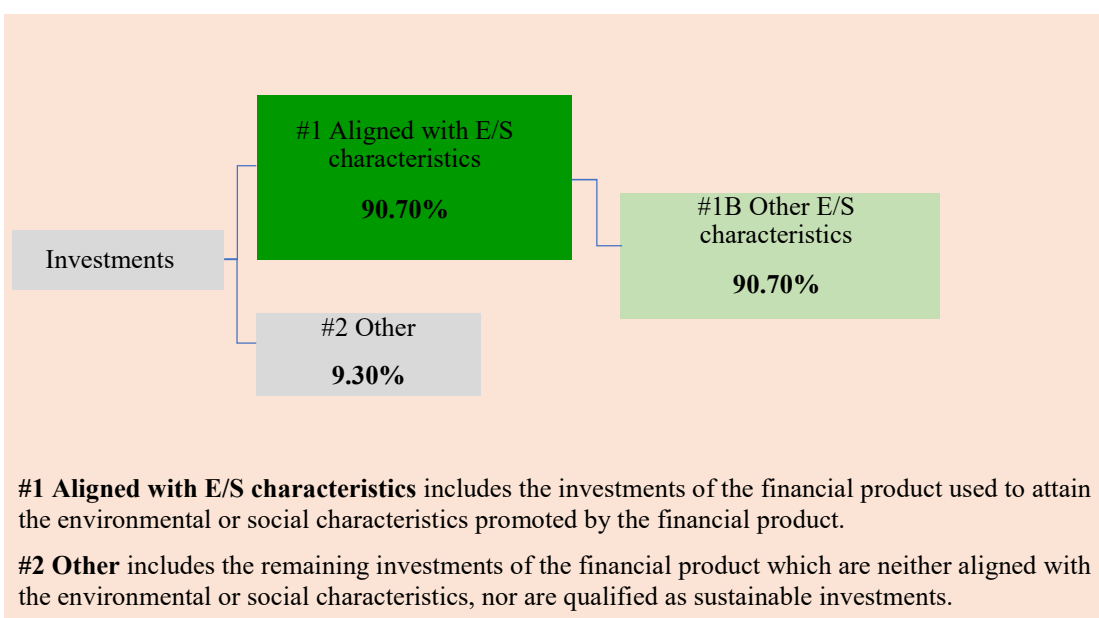 #1 Aligned with E/S
characteristics
90.70%
#1B Other E/S
characteristics
90.70%
Investments
#2 Other
9.30%
#1 Aligned with E/S characteristics includes the investments of the financial product used to attain
the environmental or social characteristics promoted by the financial product.
#2 Other includes the remaining investments of the financial product which are neither aligned with
the environmental or social characteristics, nor are qualified as sustainable investments.